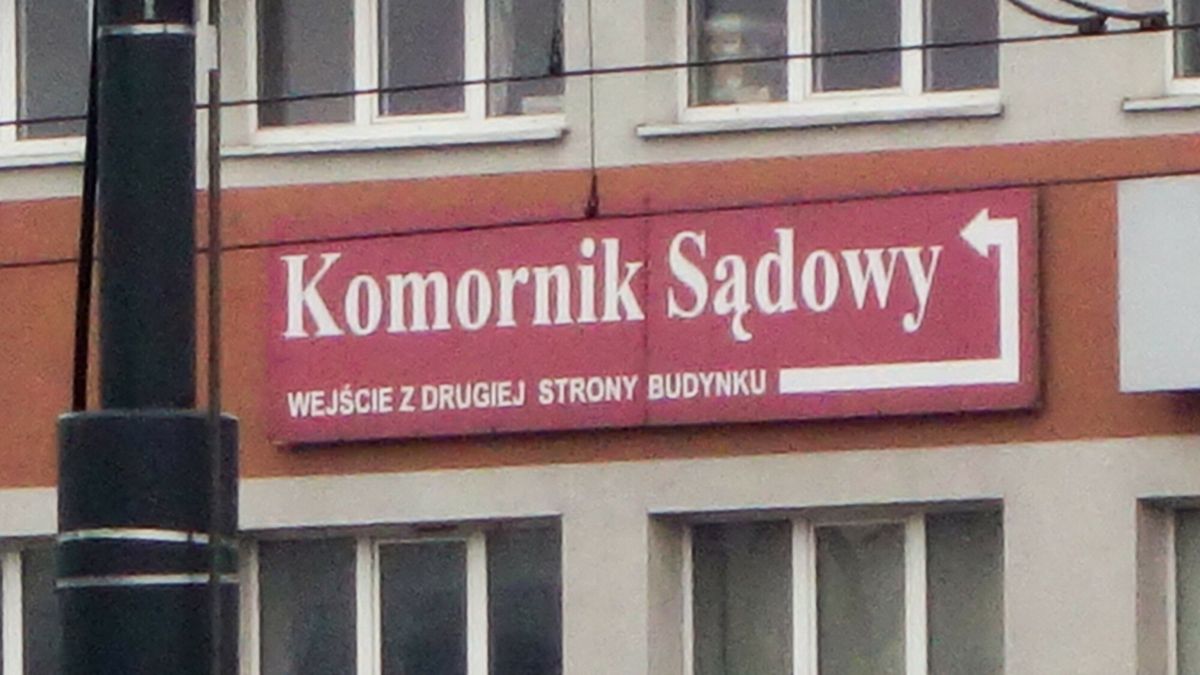 Komornik Sądowy
WEJŚCIE Z DRUGIEJ STRONY BUDYNKU